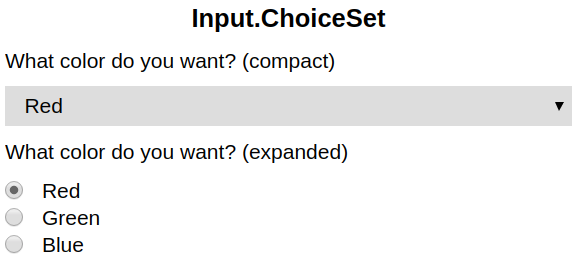 Input.ChoiceSet
What color do you want? (compact)
Red
What color do you want? (expanded)
Red
Green
Blue